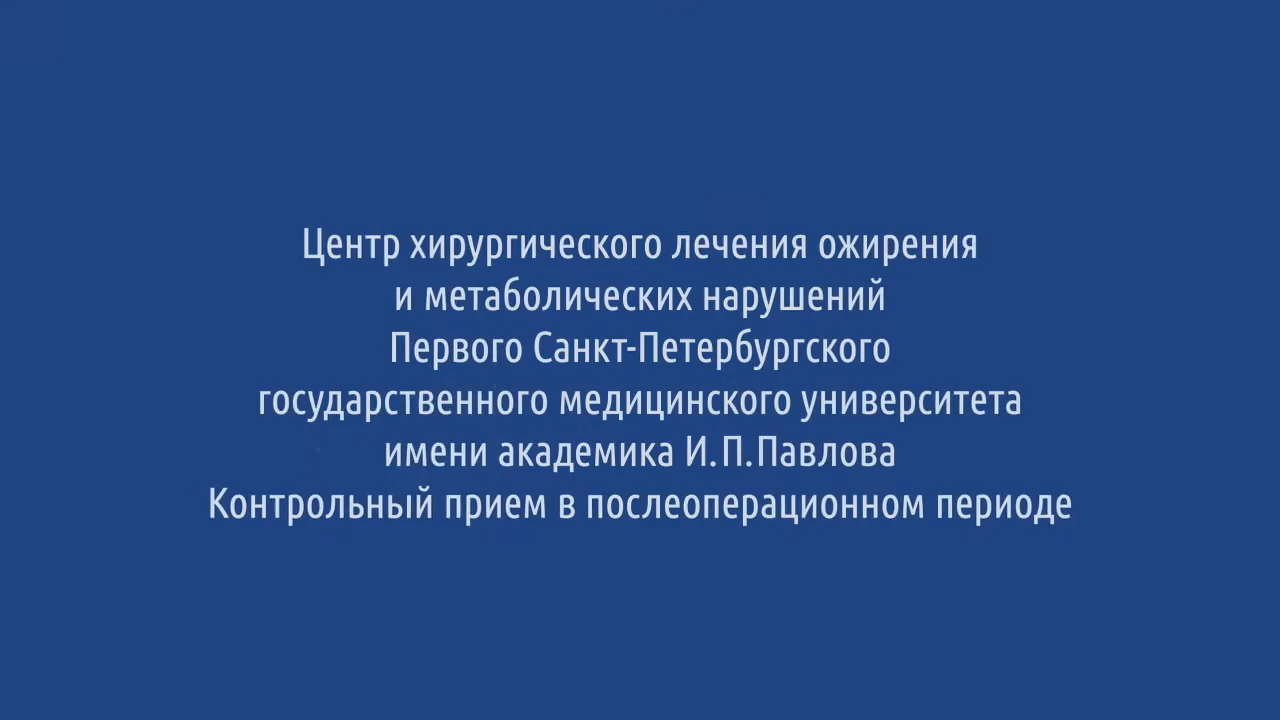 Центр хирургического лечения ожирения
и метаболических нарушений
Первого Санкт-Петербургского
государственного медицинского университета
имени академика И.П.Павлова
Контрольный прием в послеоперационном периоде